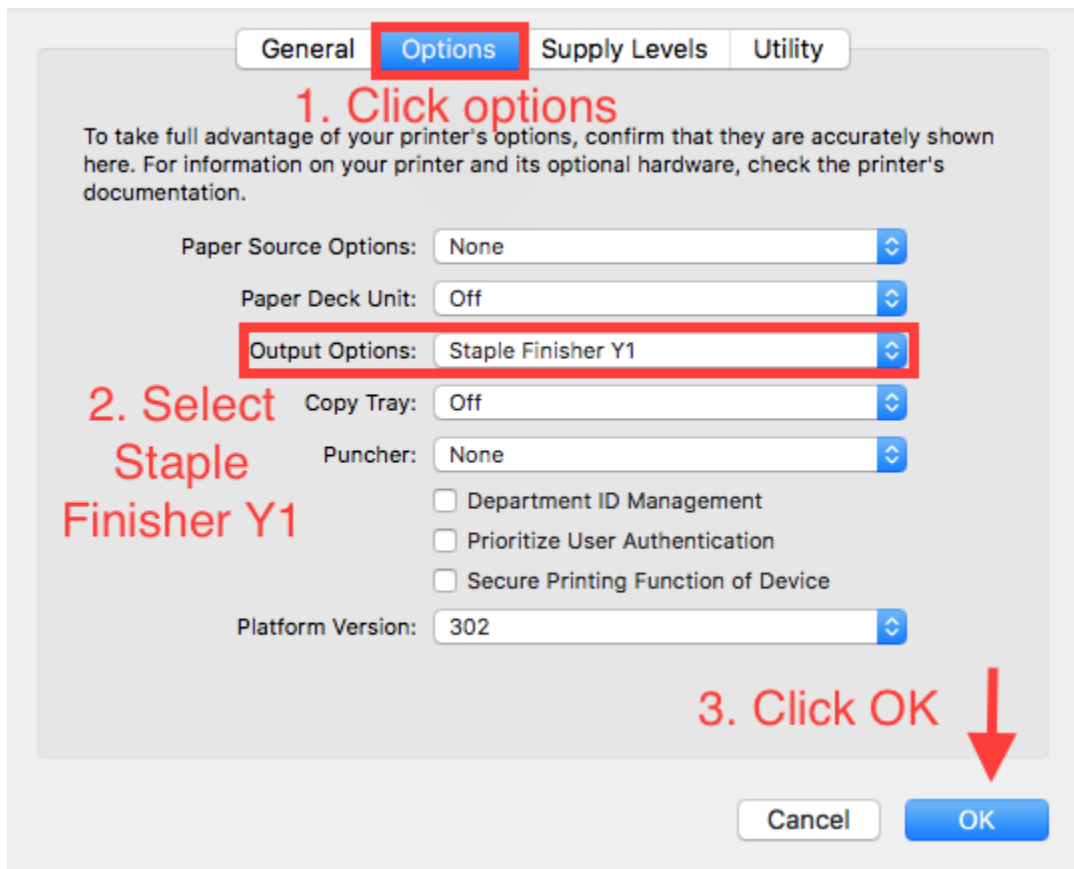 General Options Supply Levels Utility
1. Click options
To take full advantage of your printer's options, confirm that they are accurately shown
here. For information on your printer and its optional hardware, check the printer's
documentation.
Paper Source Options: None
Paper Deck Unit: Off
Output Options: Staple Finisher Y1
2. Select
Staple
Finisher Y1
Copy Tray: Off
Puncher: None
Department ID Management
Prioritize User Authentication
Secure Printing Function of Device
Platform Version: 302
3. Click OK
Cancel OK